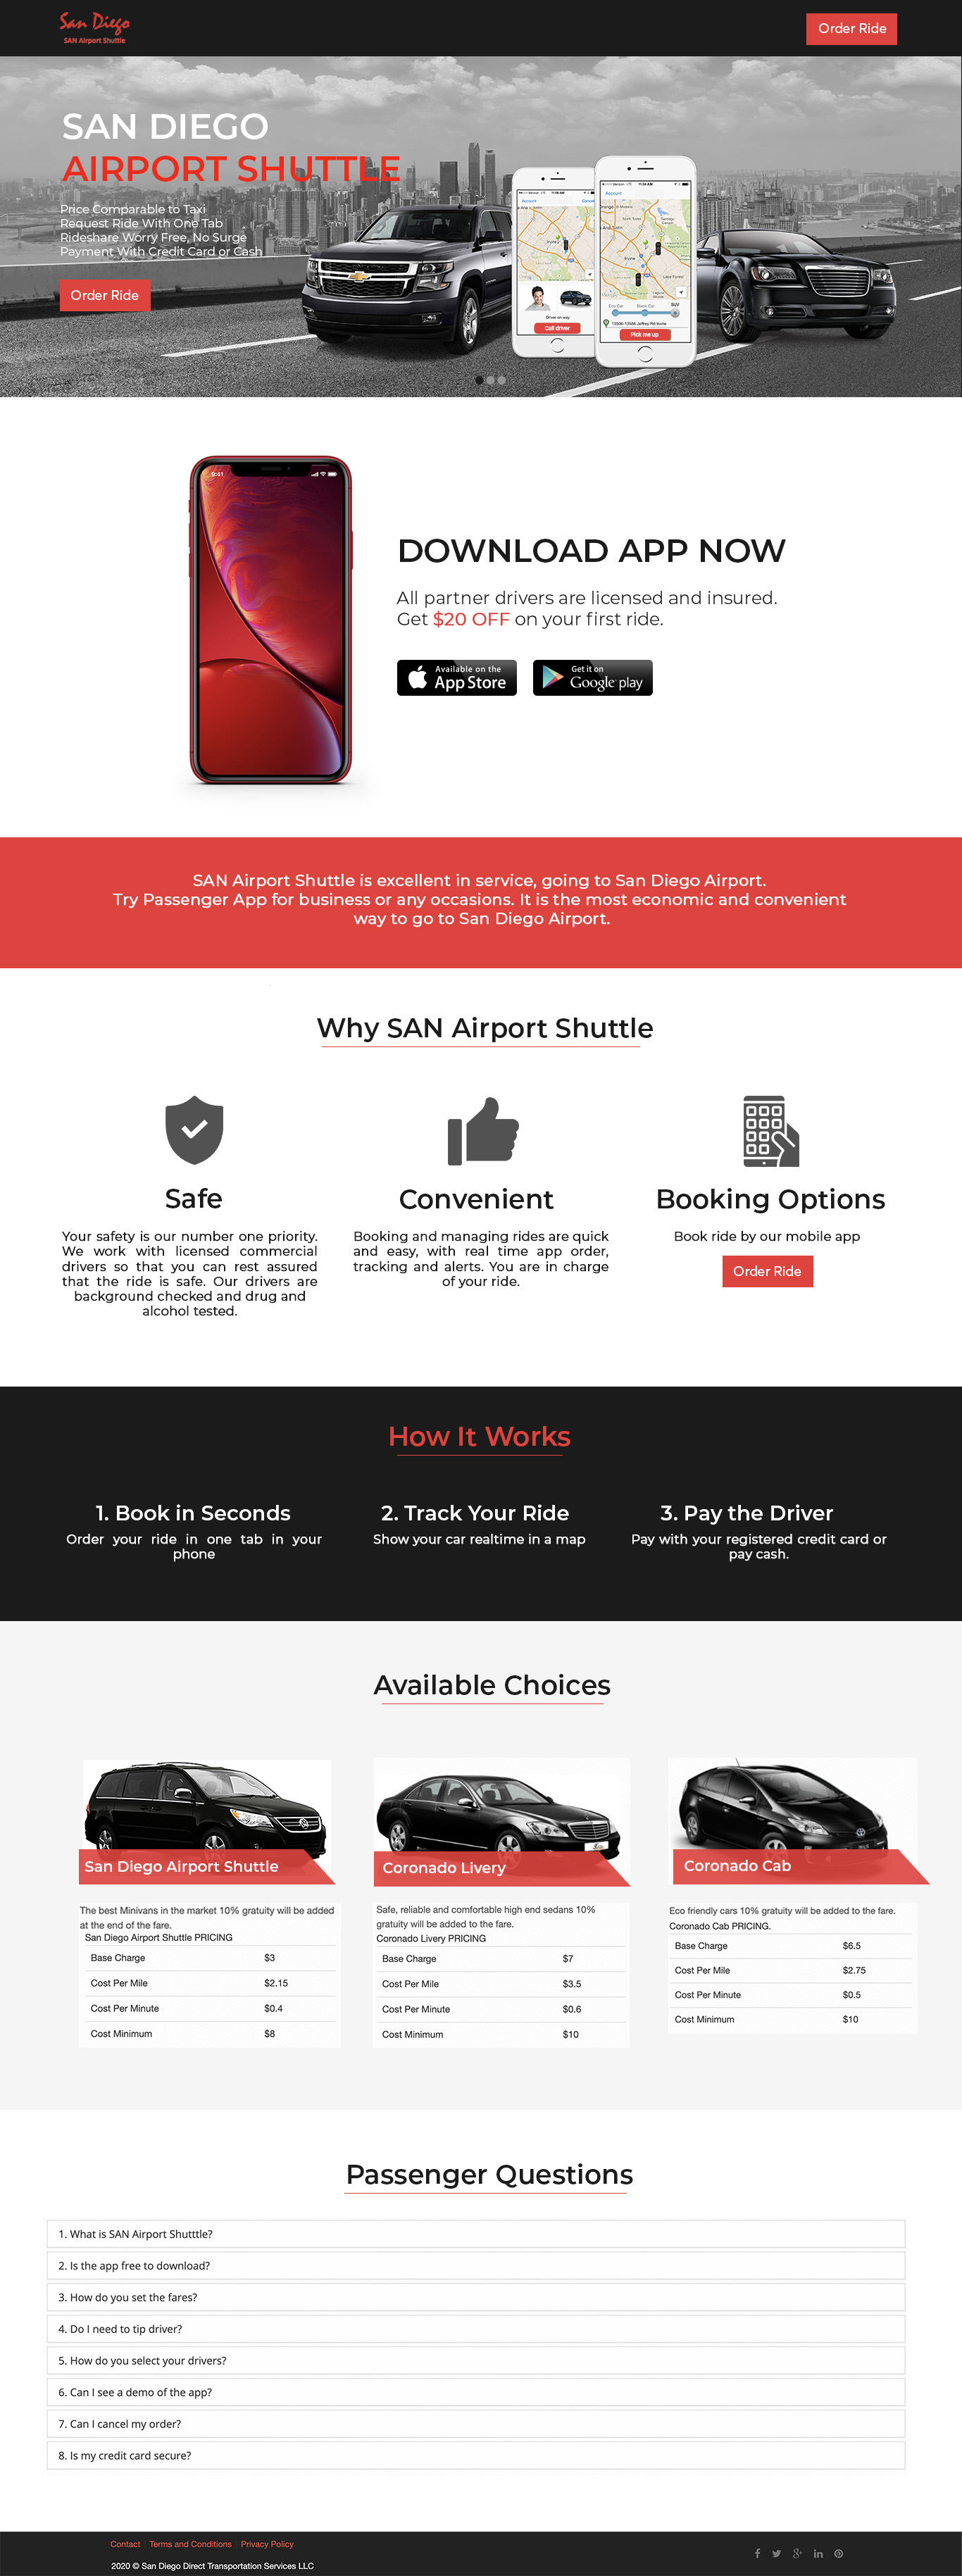 San Diego
SAN Airport Shuttle
Order Ride
SAN DIEGO
AIRPORT SHUTTLE
Price Comparable to Taxi
Request Ride With One Tab
Rideshare Worry Free, No Surge
Payment With Credit Card or Cash
Order Ride
Account
Account
Driver on way
Call driver
Eco Car Black Car SUV
Pick me up
9:41
DOWNLOAD APP NOW
All partner drivers are licensed and insured.
Get $20 OFF on your first ride.
Available on the
App Store
Get it on
Google play
SAN Airport Shuttle is excellent in service, going to San Diego Airport.
Try Passenger App for business or any occasions. It is the most economic and convenient
way to go to San Diego Airport.
Why SAN Airport Shuttle
Safe
Your safety is our number one priority.
We work with licensed commercial
drivers so that you can rest assured
that the ride is safe. Our drivers are
background checked and drug and
alcohol tested.
Convenient
Booking and managing rides are quick
and easy, with real time app order,
tracking and alerts. You are in charge
of your ride.
Booking Options
Book ride by our mobile app
Order Ride
How It Works
1. Book in Seconds
Order your ride in one tab in your
phone
2. Track Your Ride
Show your car realtime in a map
3. Pay the Driver
Pay with your registered credit card or
pay cash.
Available Choices
San Diego Airport Shuttle
The best Minivans in the market 10% gratuity will be added
at the end of the fare.
San Diego Airport Shuttle PRICING
Base Charge $3
Cost Per Mile $2.15
Cost Per Minute $0.4
Cost Minimum $8
Coronado Livery
Safe, reliable and comfortable high end sedans 10%
gratuity will be added to the fare.
Coronado Livery PRICING
Base Charge $7
Cost Per Mile $3.5
Cost Per Minute $0.6
Cost Minimum $10
Coronado Cab
Eco friendly cars 10% gratuity will be added to the fare.
Coronado Cab PRICING.
Base Charge $6.5
Cost Per Mile $2.75
Cost Per Minute $0.5
Cost Minimum $10
Passenger Questions
1. What is SAN Airport Shutttle?
2. Is the app free to download?
3. How do you set the fares?
4. Do I need to tip driver?
5. How do you select your drivers?
6. Can I see a demo of the app?
7. Can I cancel my order?
8. Is my credit card secure?
Contact | Terms and Conditions | Privacy Policy
2020 © San Diego Direct Transportation Services LLC